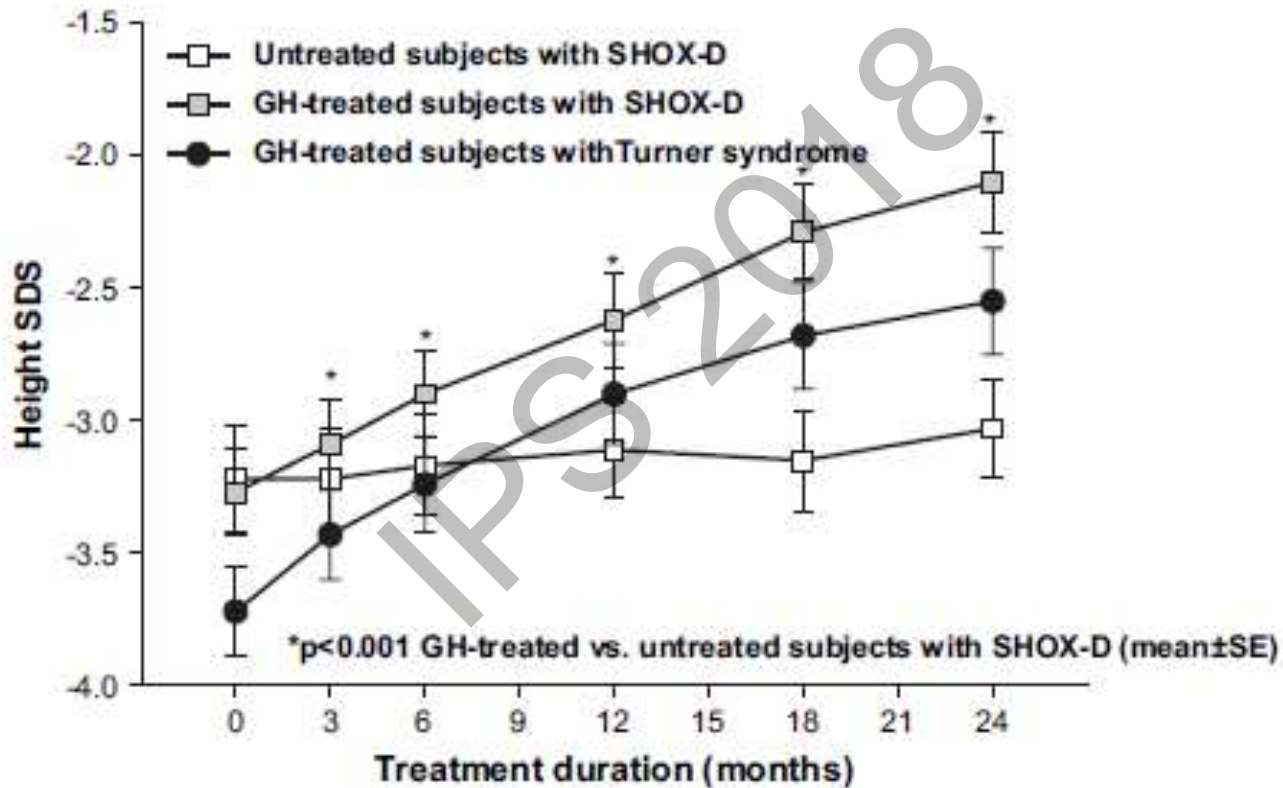 -1.5
Untreated subjects with SHOX-D
GH-treated subjects with SHOX-D
-2.0
GH-treated subjects withTurner syndrome
-2.5
-3.0
-3.5
-4.0
Height SDS
* * * * * *
IPS 2018
*p<0.001 GH-treated vs. untreated subjects with SHOX-D (mean±SE)
0 3 6 9 12 15 18 21 24
Treatment duration (months)